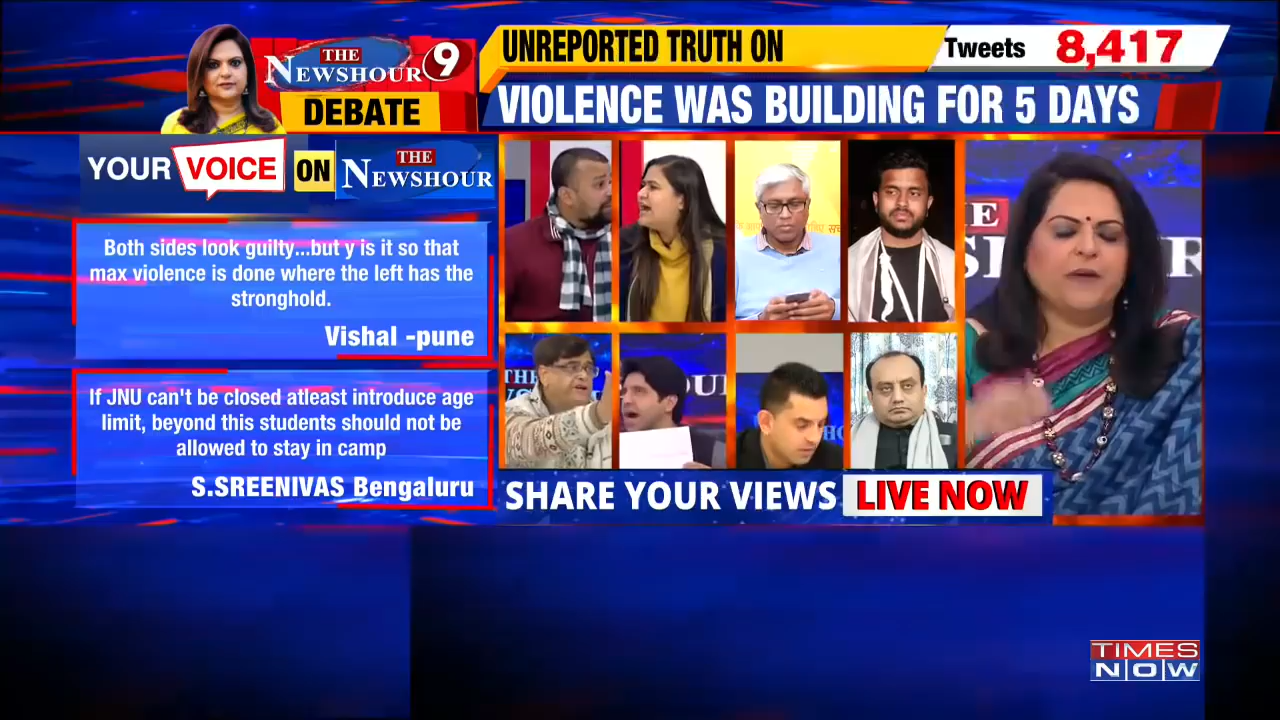 THE
NEWSHOUR 9
DEBATE
UNREPORTED TRUTH ON
Tweets 8,417
VIOLENCE WAS BUILDING FOR 5 DAYS
YOUR VOICE ON THE NEWSHOUR
Both sides look guilty...but y is it so that
max violence is done where the left has the
stronghold.
Vishal -pune
If JNU can't be closed atleast introduce age
limit, beyond this students should not be
allowed to stay in camp
S.SREENIVAS Bengaluru
SHARE YOUR VIEWS LIVE NOW
TIMES
NOW